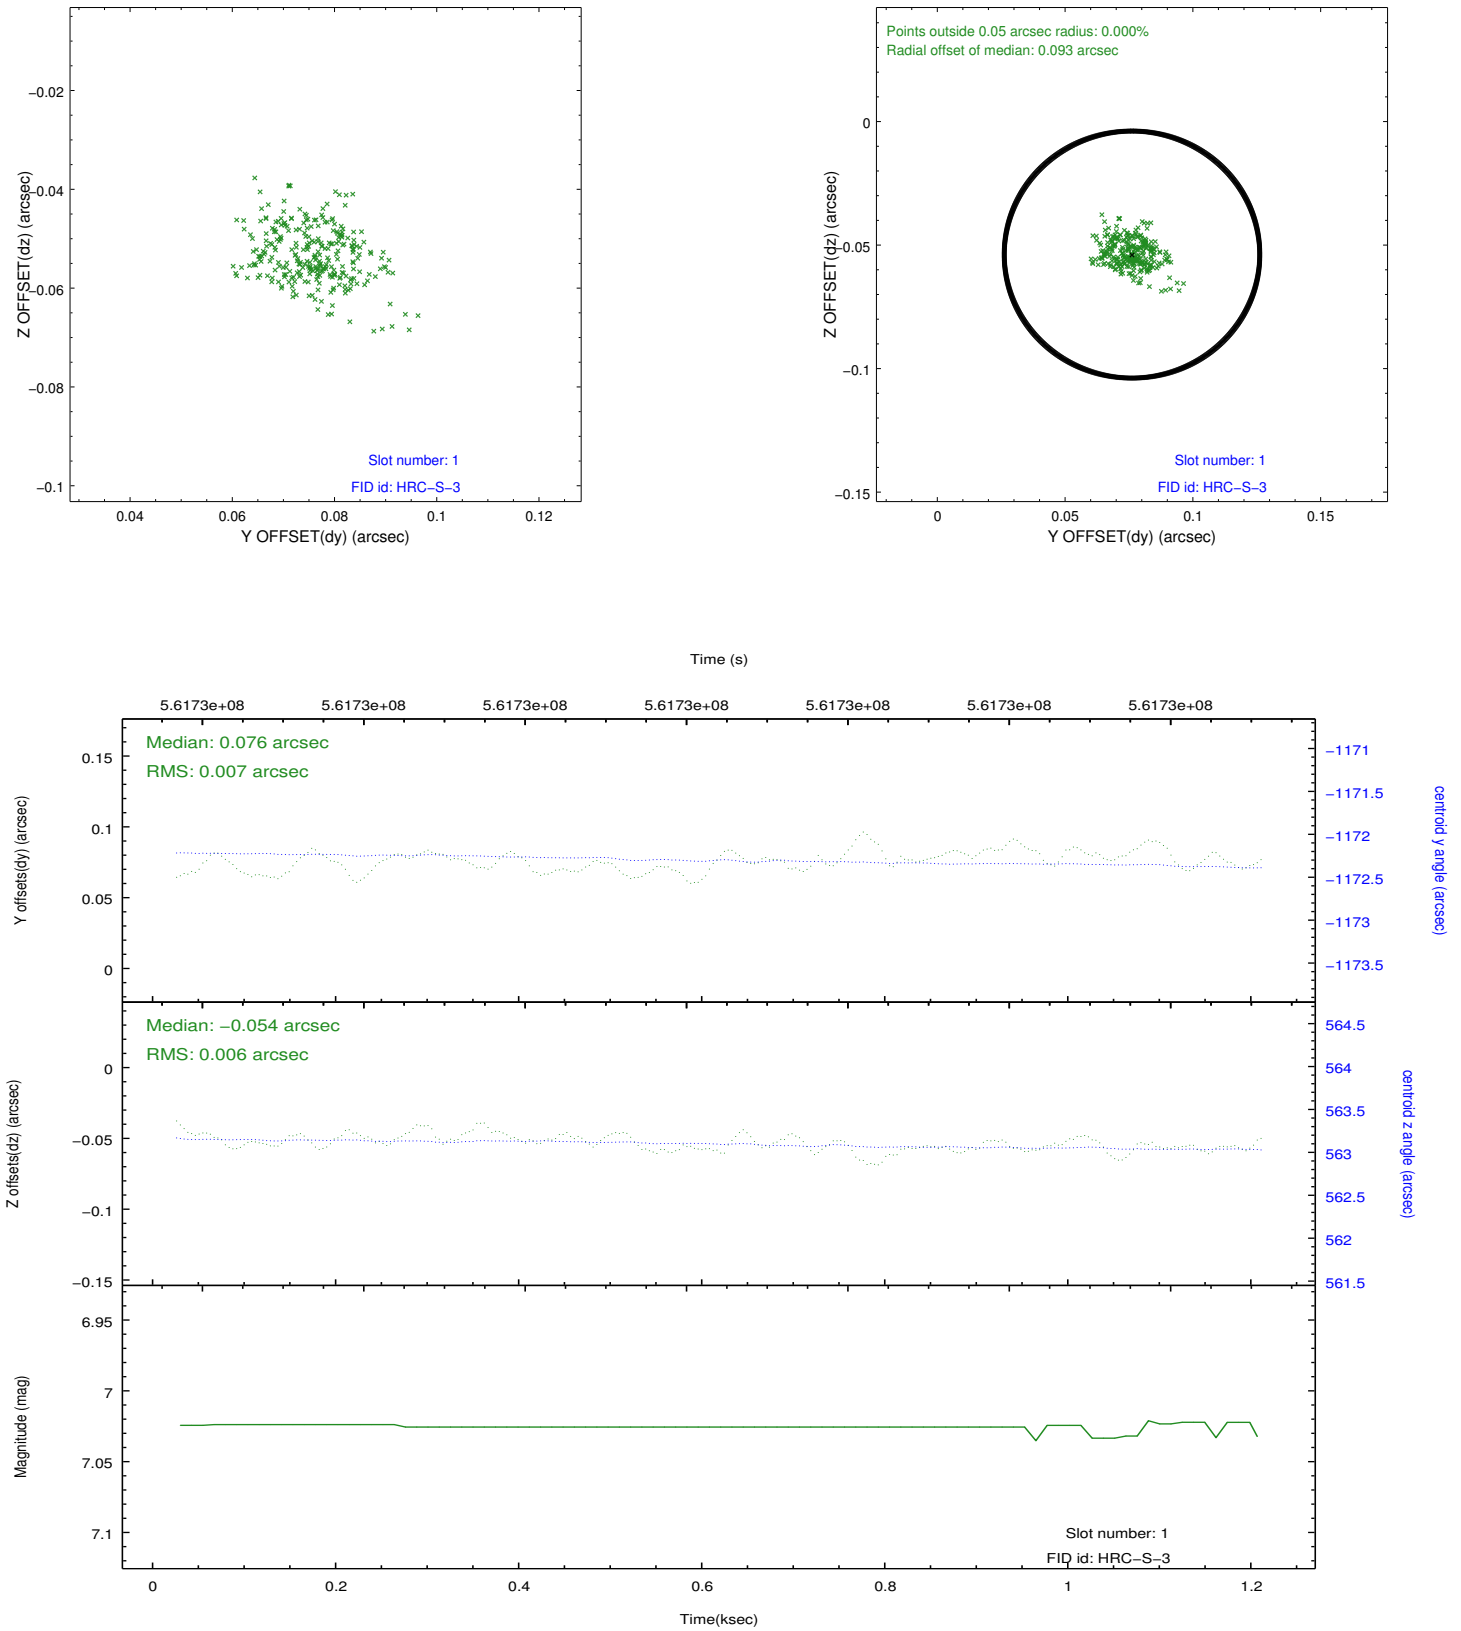 −0.02
−0.04
−0.06
−0.08
−0.1
Z OFFSET(dz) (arcsec)
Slot number: 1
FID id: HRC−S−3
0.04 0.06 0.08 0.1 0.12
Y OFFSET(dy) (arcsec)
Points outside 0.05 arcsec radius: 0.000%
Radial offset of median: 0.093 arcsec
0
−0.05
−0.1
−0.15
Z OFFSET(dz) (arcsec)
Slot number: 1
FID id: HRC−S−3
0 0.05 0.1 0.15
Y OFFSET(dy) (arcsec)
Time (s)
5.6173e+08 5.6173e+08 5.6173e+08 5.6173e+08 5.6173e+08 5.6173e+08 5.6173e+08
Median: 0.076 arcsec
RMS: 0.007 arcsec
0.15
0.1
0.05
0
Y offsets(dy) (arcsec)
−1171
−1171.5
−1172
−1172.5
−1173
−1173.5
centroid y angle (arcsec)
Median: −0.054 arcsec
RMS: 0.006 arcsec
0
−0.05
−0.1
−0.15
Z offsets(dz) (arcsec)
564.5
564
563.5
563
562.5
562
561.5
centroid z angle (arcsec)
6.95
7
7.05
7.1
Magnitude (mag)
Slot number: 1
FID id: HRC−S−3
0 0.2 0.4 0.6 0.8 1 1.2
Time(ksec)